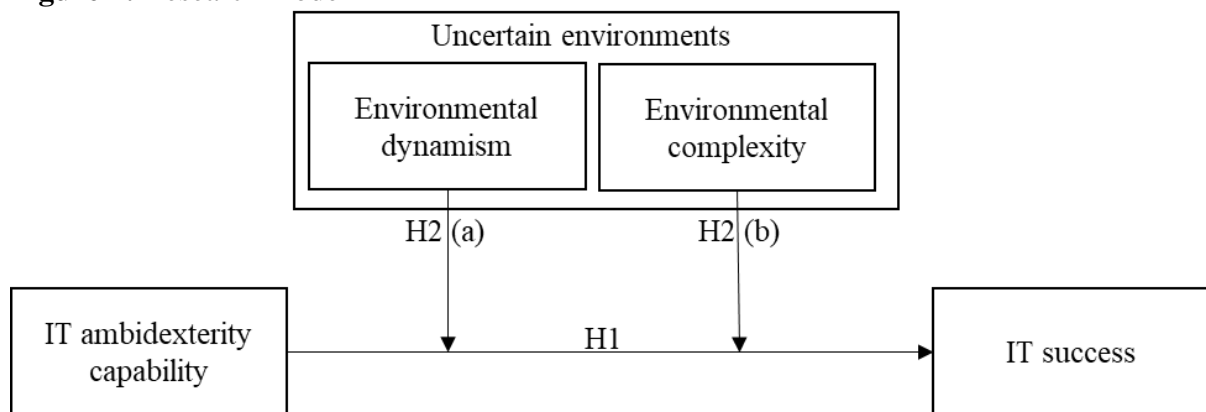 Uncertain environments
Environmental
dynamism
Environmental
complexity
H2 (a)
H2 (b)
IT ambidexterity
capability
H1
IT success